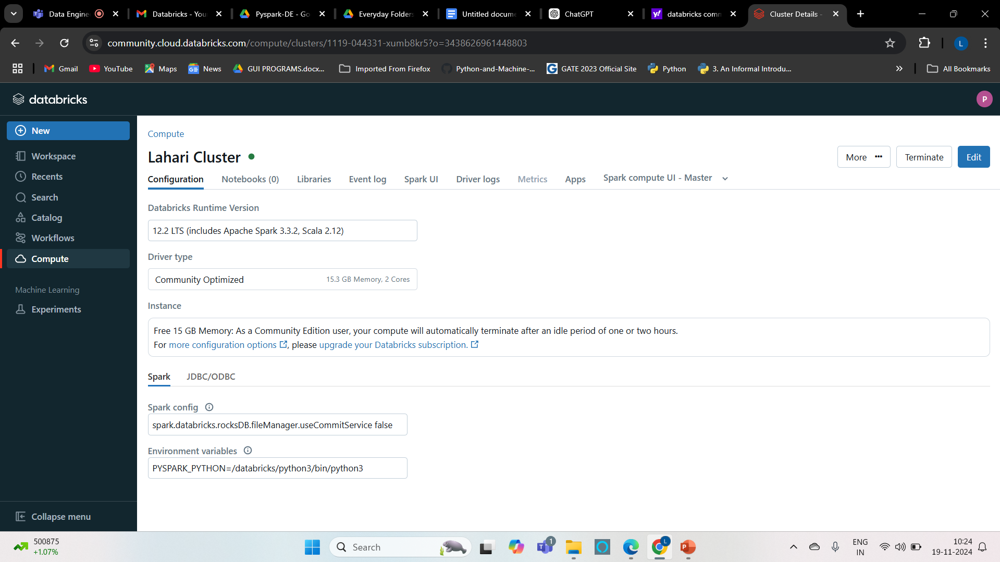 Data Engine
Databricks - You
Pyspark-DE - Go
Everyday Folders
Untitled docume
ChatGPT
databricks comm
Cluster Details -
community.cloud.databricks.com/compute/clusters/1119-044331-xumb8kr5?o=3438626961448803
L
Gmail
YouTube
Maps
News
GUI PROGRAMS.docx...
Imported From Firefox
Python-and-Machine-...
GATE 2023 Official Site
Python
3. An Informal Introdu...
All Bookmarks
databricks
P
New
Workspace
Recents
Search
Catalog
Workflows
Compute
Machine Learning
Experiments
Collapse menu
Compute
Lahari Cluster
More
Terminate
Edit
Configuration
Notebooks (0)
Libraries
Event log
Spark UI
Driver logs
Metrics
Apps
Spark compute UI - Master
Databricks Runtime Version
12.2 LTS (includes Apache Spark 3.3.2, Scala 2.12)
Driver type
Community Optimized
15.3 GB Memory, 2 Cores
Instance
Free 15 GB Memory: As a Community Edition user, your compute will automatically terminate after an idle period of one or two hours.
For more configuration options, please upgrade your Databricks subscription.
Spark
JDBC/ODBC
Spark config
spark.databricks.rocksDB.fileManager.useCommitService false
Environment variables
PYSPARK_PYTHON=/databricks/python3/bin/python3
500875
+1.07%
Search
1
L
ENG
IN
10:24
19-11-2024